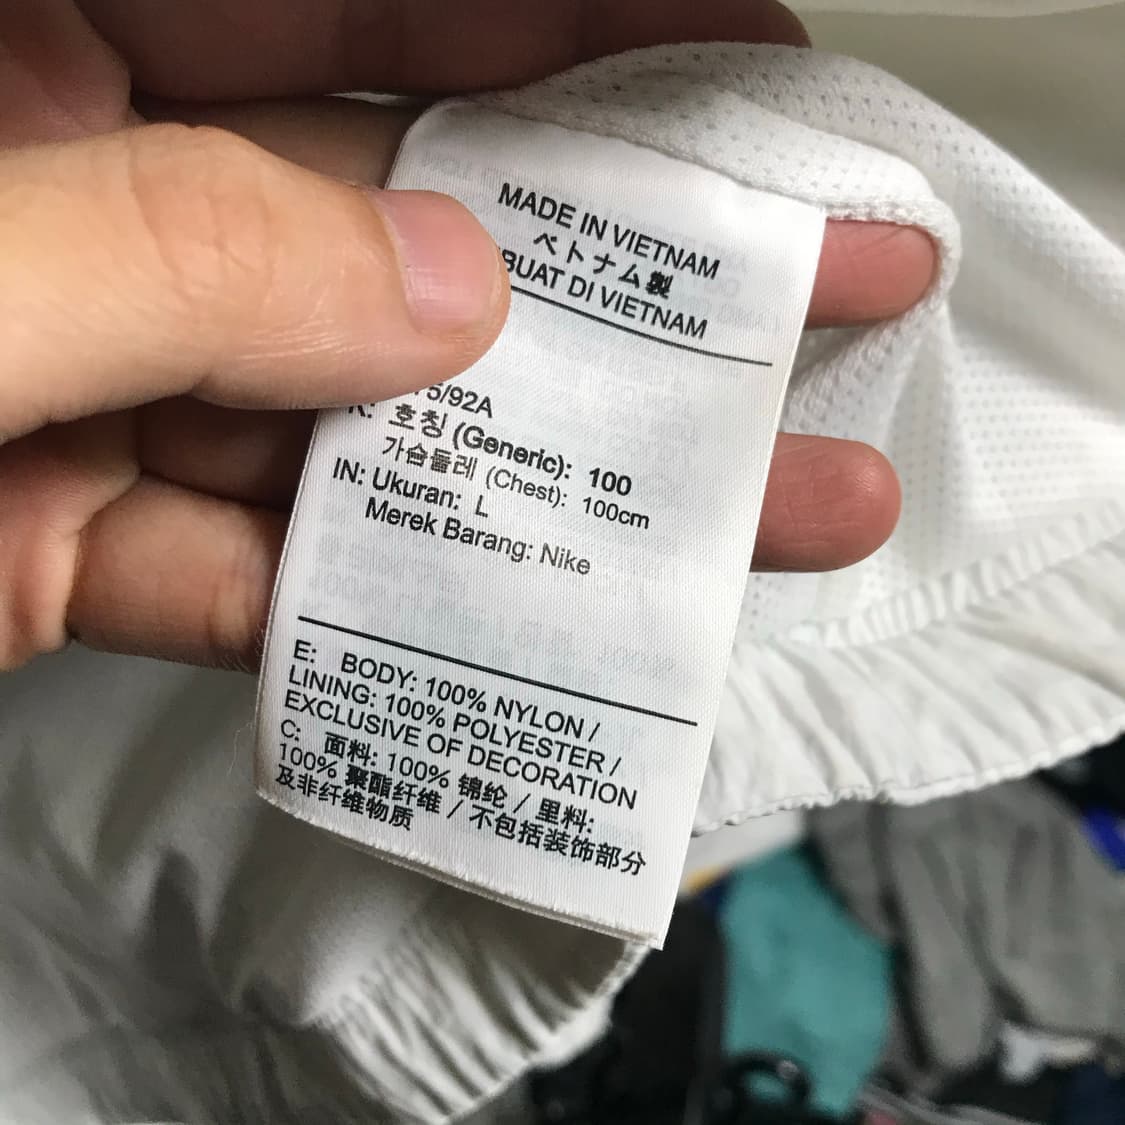 MADE IN VIETNAM
ベトナム製
BUAT DI VIETNAM
5/92A
K: 호칭 (Generic): 100
가슴둘레 (Chest): 100cm
IN: Ukuran: L
Merek Barang: Nike
E: BODY: 100% NYLON /
LINING: 100% POLYESTER /
EXCLUSIVE OF DECORATION
C: 面料: 100% 锦纶 / 里料:
100% 聚酯纤维 / 不包括装饰部分
及非纤维物质